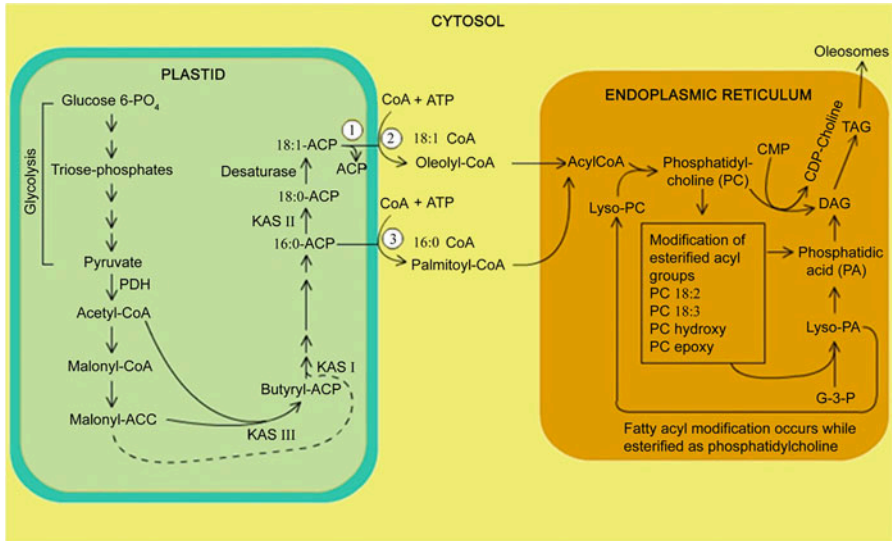 CYTOSOL
PLASTID
Glucose 6-PO4
Glycolysis
Triose-phosphates
Pyruvate
PDH
Acetyl-CoA
Malonyl-CoA
Malonyl-ACC
KAS III
Butyryl-ACP
KAS I
16:0-ACP
KAS II
18:0-ACP
Desaturase
18:1-ACP
1
ACP
CoA + ATP
2
18:1 CoA
Oleolyl-CoA
CoA + ATP
3
16:0 CoA
Palmitoyl-CoA
Oleosomes
ENDOPLASMIC RETICULUM
AcylCoA
Lyso-PC
Phosphatidyl-
choline (PC)
CMP
CDP-Choline
TAG
DAG
Modification of
esterified acyl
groups
PC 18:2
PC 18:3
PC hydroxy
PC epoxy
Phosphatidic
acid (PA)
Lyso-PA
G-3-P
Fatty acyl modification occurs while
esterified as phosphatidylcholine